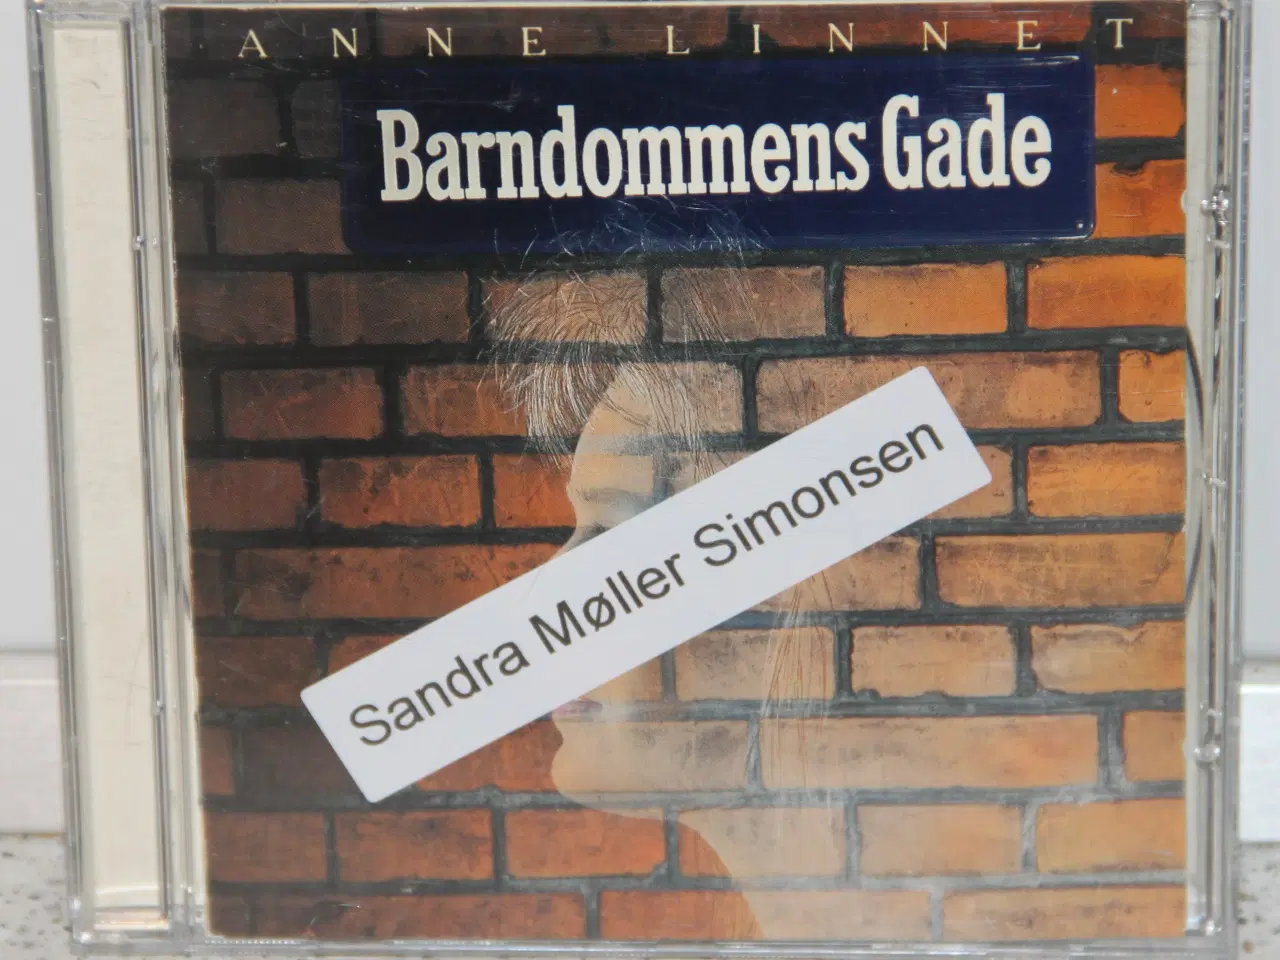 ANNE LINNET
Barndommens Gade
Sandra Møller Simonsen